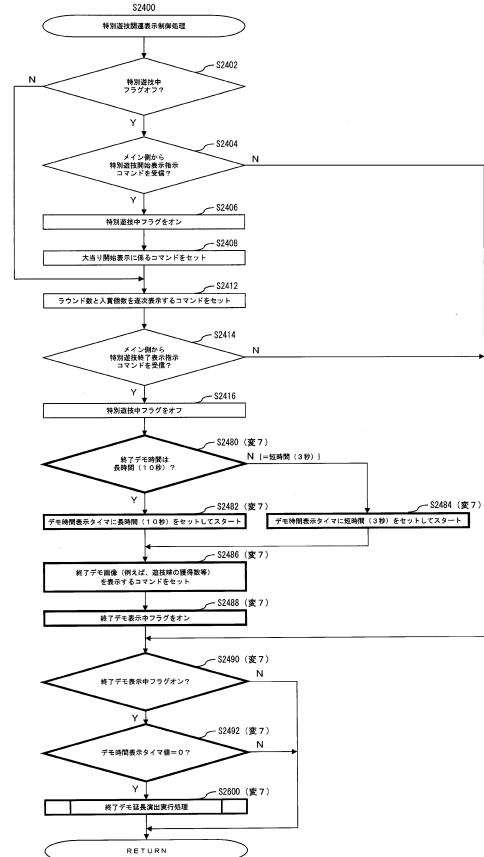 S2400
特別遊技関連表示制御処理
S2402
特別遊技中
フラグオフ？
N
Y
S2404
メイン側から
特別遊技開始表示指示
コマンドを受信？
N
Y
S2406
特別遊技中フラグをオン
S2408
大当り開始表示に係るコマンドをセット
S2412
ラウンド数と入賞個数を逐次表示するコマンドをセット
S2414
メイン側から
特別遊技終了表示指示
コマンドを受信？
N
Y
S2416
特別遊技中フラグをオフ
S2480（変７）
終了デモ時間は
長時間（１０秒）？
N（＝短時間（３秒））
Y
S2482（変７）
デモ時間表示タイマに長時間（１０秒）をセットしてスタート
S2484（変７）
デモ時間表示タイマに短時間（３秒）をセットしてスタート
S2486（変７）
終了デモ画像（例えば、遊技球の獲得数等）
を表示するコマンドをセット
S2488（変７）
終了デモ表示中フラグをオン
S2490（変７）
終了デモ表示中フラグオン？
N
Y
S2492（変７）
デモ時間表示タイマ値＝０？
N
Y
S2600（変７）
終了デモ延長演出実行処理
RETURN